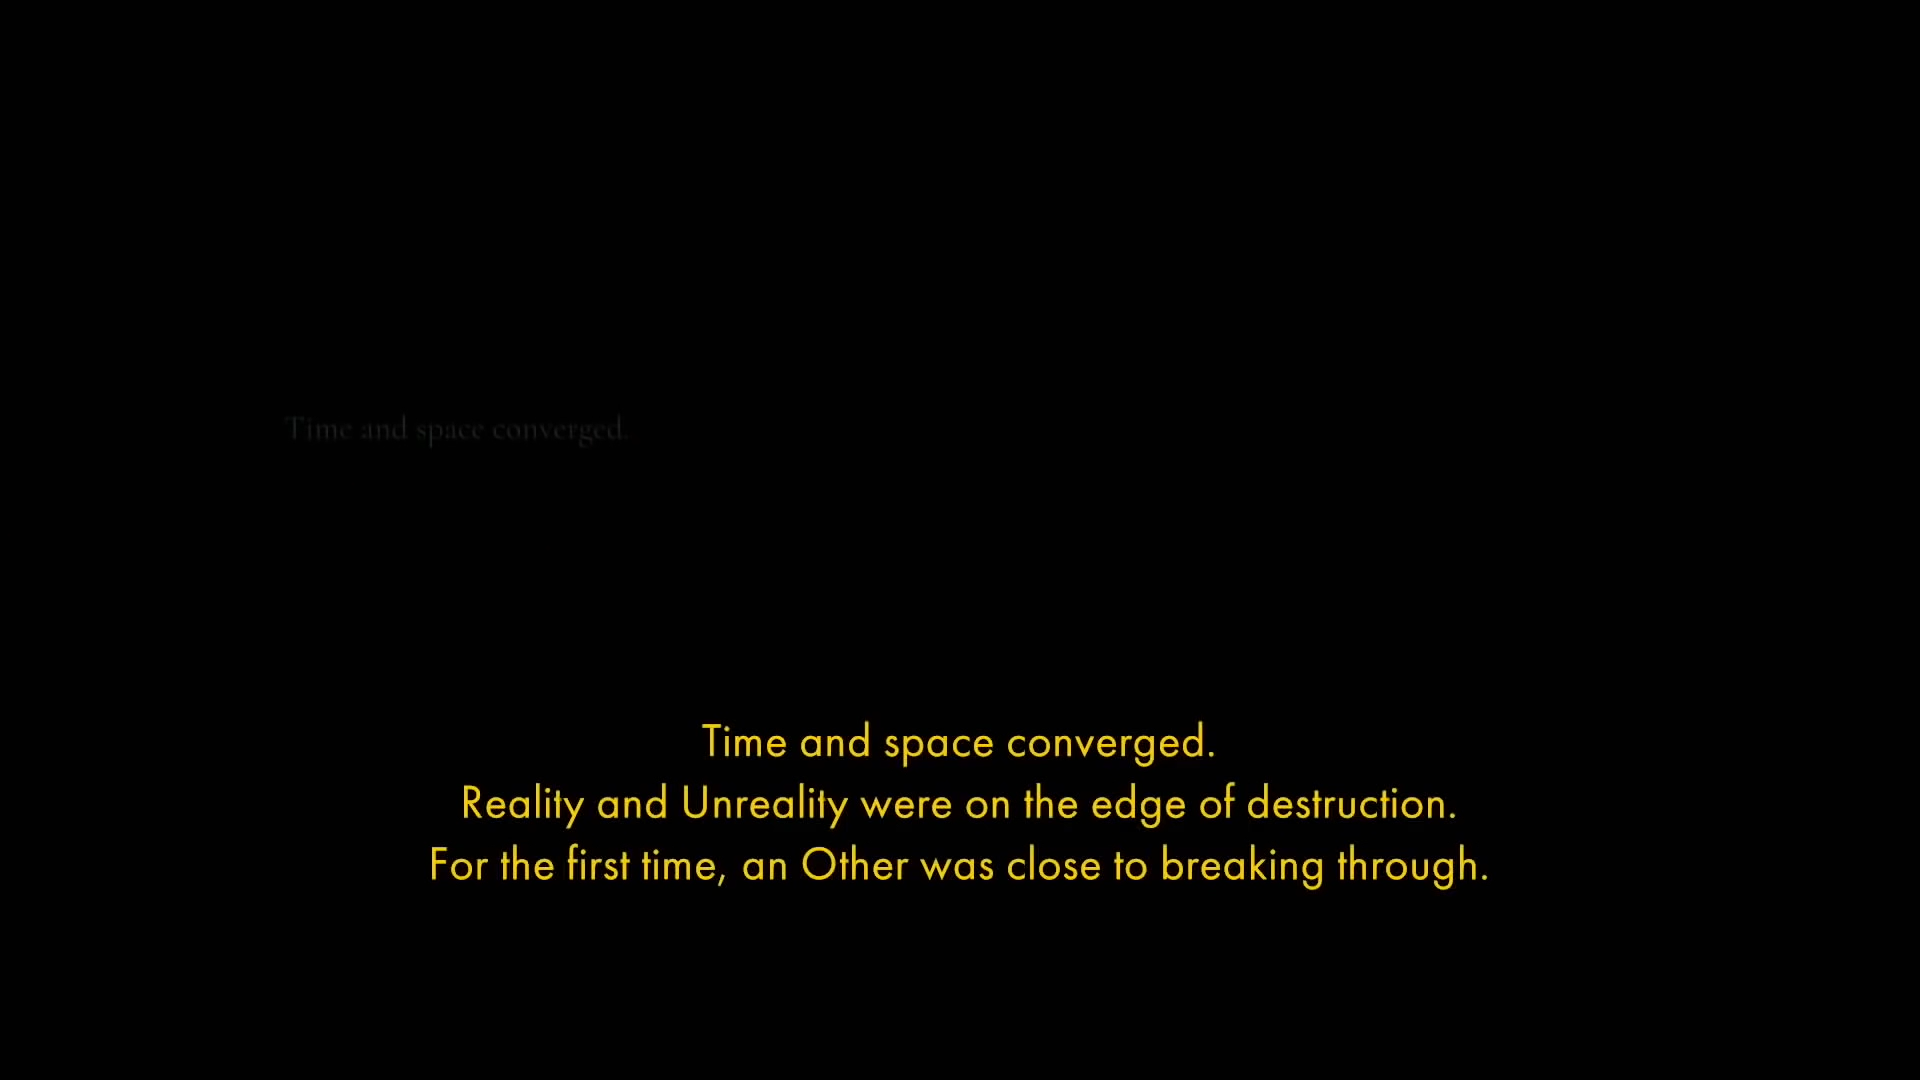 Time and space converged.
Time and space converged.
Reality and Unreality were on the edge of destruction.
For the first time, an Other was close to breaking through.